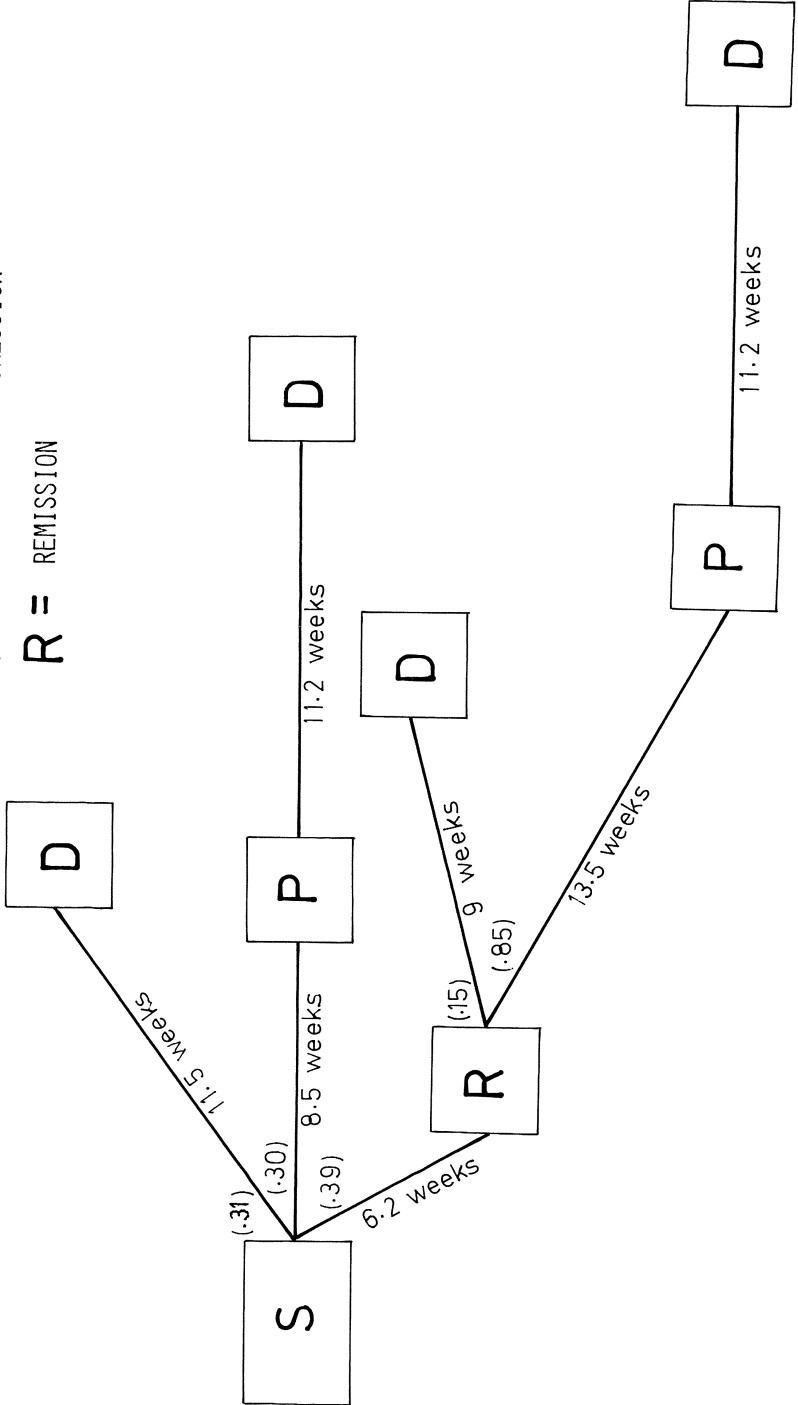 R = REMISSION
D
11.5 weeks
(.31)
S
(.30)
8.5 weeks
P
11.2 weeks
D
(.39)
6.2 weeks
R
(.15)
9 weeks
D
(.85)
13.5 weeks
P
11.2 weeks
D